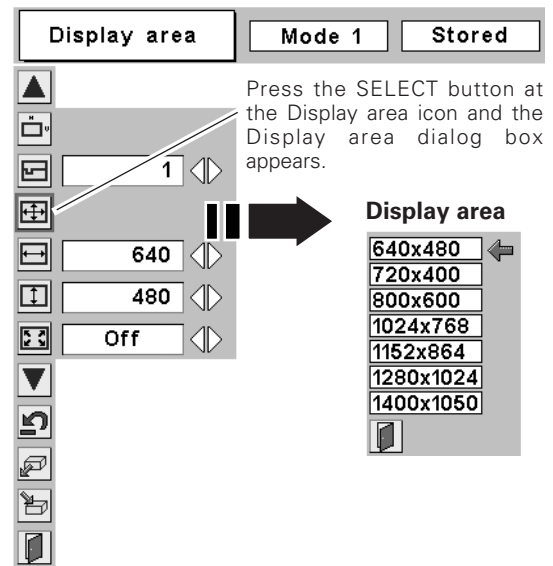 Display area
Mode 1
Stored
Press the SELECT button at
the Display area icon and the
Display area dialog box
appears.
H
V
1
640
480
Off
Display area
640x480
720x400
800x600
1024x768
1152x864
1280x1024
1400x1050